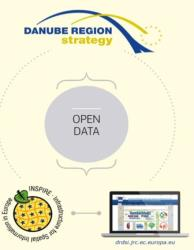 DANUBE REGION
strategy
OPEN
DATA
INSPIRE · Infrastructure for Spatial Information in Europe
drdsi.jrc.ec.europa.eu